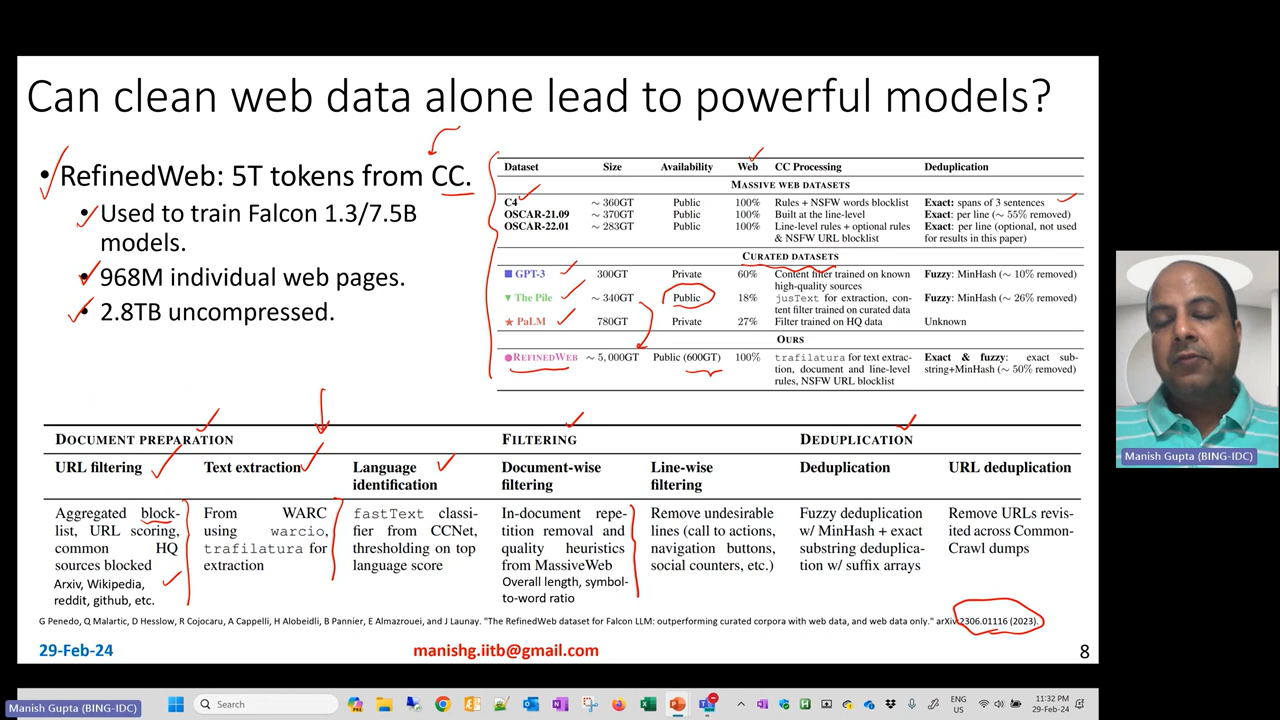 Can clean web data alone lead to powerful models?
• RefinedWeb: 5T tokens from CC.
• Used to train Falcon 1.3/7.5B
models.
• 968M individual web pages.
• 2.8TB uncompressed.
Dataset Size Availability Web CC Processing Deduplication
MASSIVE WEB DATASETS
C4 ~ 360GT Public 100% Rules + NSFW words blocklist Exact: spans of 3 sentences
OSCAR-21.09 ~ 370GT Public 100% Built at the line-level Exact: per line (~ 55% removed)
OSCAR-22.01 ~ 283GT Public 100% Line-level rules + optional rules Exact: per line (optional, not used
& NSFW URL blocklist for results in this paper)
CURATED DATASETS
■ GPT-3 300GT Private 60% Content filter trained on known Fuzzy: MinHash (~ 10% removed)
high-quality sources
▼ The Pile ~ 340GT Public 18% jusText for extraction, con- Fuzzy: MinHash (~ 26% removed)
tent filter trained on curated data
★ PaLM 780GT Private 27% Filter trained on HQ data Unknown
OURS
● REFINEDWEB ~ 5,000GT Public (600GT) 100% trafilatura for text extrac- Exact & fuzzy: exact sub-
tion, document and line-level string+MinHash (~ 50% removed)
rules, NSFW URL blocklist
DOCUMENT PREPARATION FILTERING DEDUPLICATION
URL filtering Text extraction Language Document-wise Line-wise Deduplication URL deduplication
identification filtering filtering
Aggregated block- From WARC fastText classi- In-document repe- Remove undesirable Fuzzy deduplication Remove URLs revis-
list, URL scoring, using warcio, fier from CCNet, tition removal and lines (call to actions, w/ MinHash + exact ited across Common-
common HQ trafilatura for thresholding on top quality heuristics navigation buttons, substring deduplica- Crawl dumps
sources blocked extraction language score from MassiveWeb social counters, etc.) tion w/ suffix arrays
Arxiv, Wikipedia, Overall length, symbol-
reddit, github, etc. to-word ratio
G Penedo, Q Malartic, D Hesslow, R Cojocaru, A Cappelli, H Alobeidli, B Pannier, E Almazrouei, and J Launay. "The RefinedWeb dataset for Falcon LLM: outperforming curated corpora with web data, and web data only." arXiv:2306.01116 (2023).
29-Feb-24 manishg.iitb@gmail.com 8
Manish Gupta (BING-IDC)
Manish Gupta (BING-IDC)
Search
ENG
US
11:32 PM
29-Feb-24